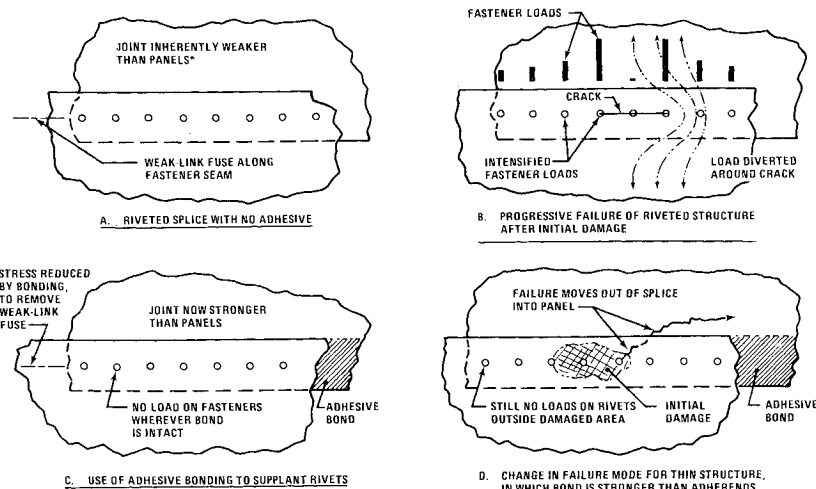 JOINT INHERENTLY WEAKER
THAN PANELS*
WEAK-LINK FUSE ALONG
FASTENER SEAM
A. RIVETED SPLICE WITH NO ADHESIVE
FASTENER LOADS
CRACK
INTENSIFIED
FASTENER LOADS
LOAD DIVERTED
AROUND CRACK
B. PROGRESSIVE FAILURE OF RIVETED STRUCTURE
AFTER INITIAL DAMAGE
STRESS REDUCED
BY BONDING,
TO REMOVE
WEAK-LINK
FUSE
JOINT NOW STRONGER
THAN PANELS
NO LOAD ON FASTENERS
WHEREVER BOND
IS INTACT
ADHESIVE
BOND
C. USE OF ADHESIVE BONDING TO SUPPLANT RIVETS
FAILURE MOVES OUT OF SPLICE
INTO PANEL
STILL NO LOADS ON RIVETS
OUTSIDE DAMAGED AREA
INITIAL
DAMAGE
ADHESIVE
BOND
D. CHANGE IN FAILURE MODE FOR THIN STRUCTURE,
IN WHICH BOND IS STRONGER THAN ADHERENDS